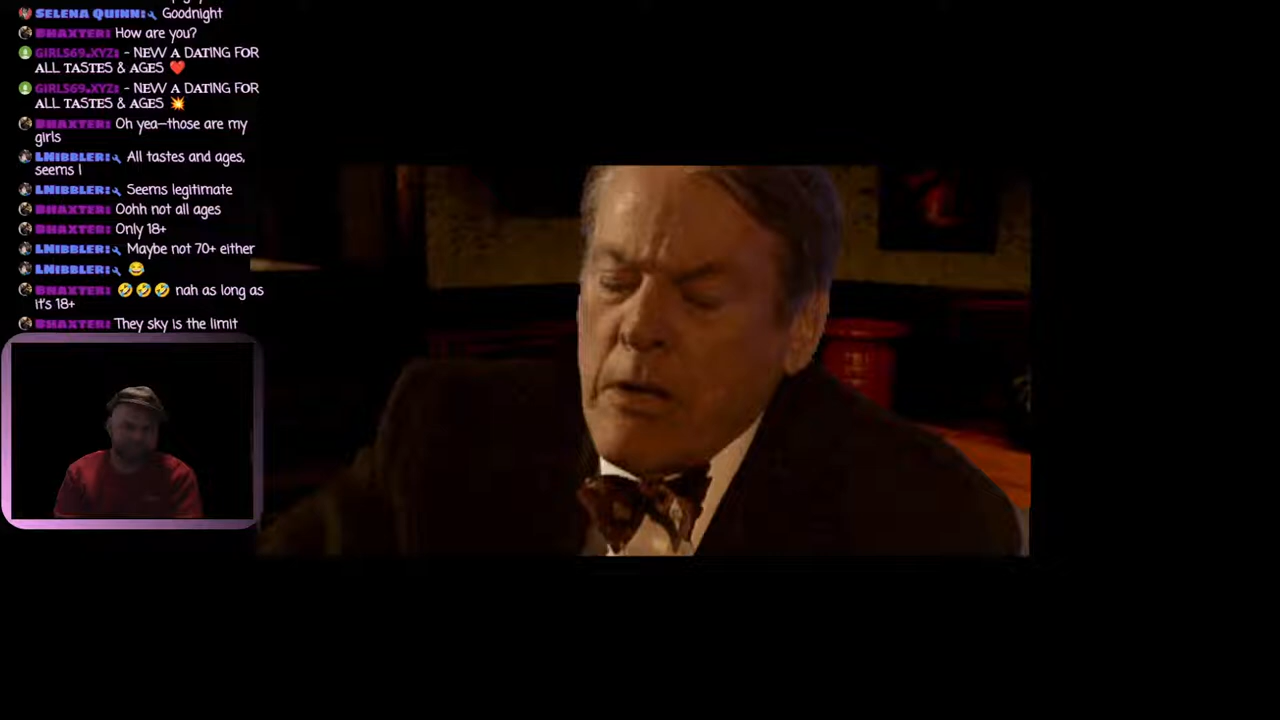 SELENA QUINN: Goodnight
BHAXTER: How are you?
GIRLS69.XYZ: - NEW A DATING FOR
ALL TASTES & AGES ❤️
GIRLS69.XYZ: - NEW A DATING FOR
ALL TASTES & AGES 💥
BHAXTER: Oh yea—those are my
girls
LNIBBLER: All tastes and ages,
seems l
LNIBBLER: Seems legitimate
BHAXTER: Oohh not all ages
BHAXTER: Only 18+
LNIBBLER: Maybe not 70+ either
LNIBBLER: 😂
BHAXTER: 🤣🤣🤣 nah as long as
it's 18+
BHAXTER: They sky is the limit